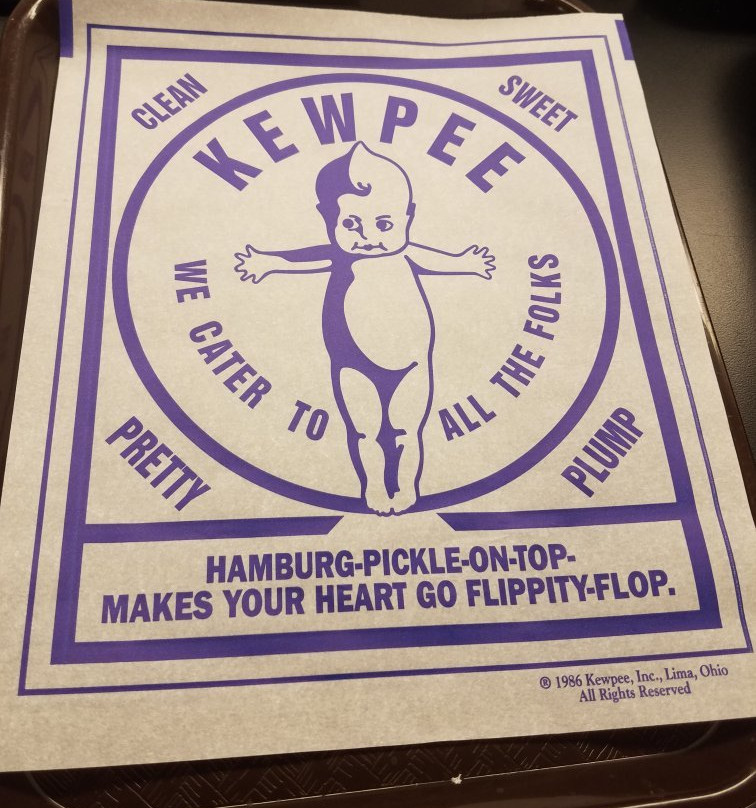 CLEAN
SWEET
KEWPEE
WE CATER TO ALL THE FOLKS
PRETTY
PLUMP
HAMBURG-PICKLE-ON-TOP-
MAKES YOUR HEART GO FLIPPITY-FLOP.
® 1986 Kewpee, Inc., Lima, Ohio
All Rights Reserved